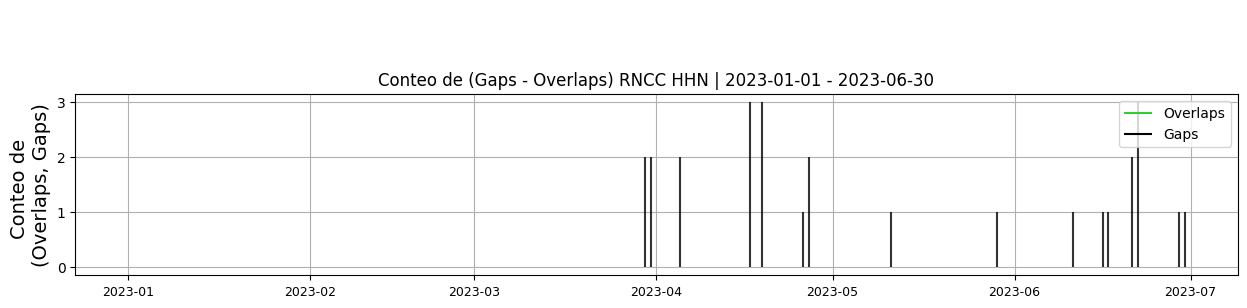 Conteo de (Gaps - Overlaps) RNCC HHN | 2023-01-01 - 2023-06-30
Conteo de
(Overlaps, Gaps)
3
2
1
0
Overlaps
Gaps
2023-01
2023-02
2023-03
2023-04
2023-05
2023-06
2023-07